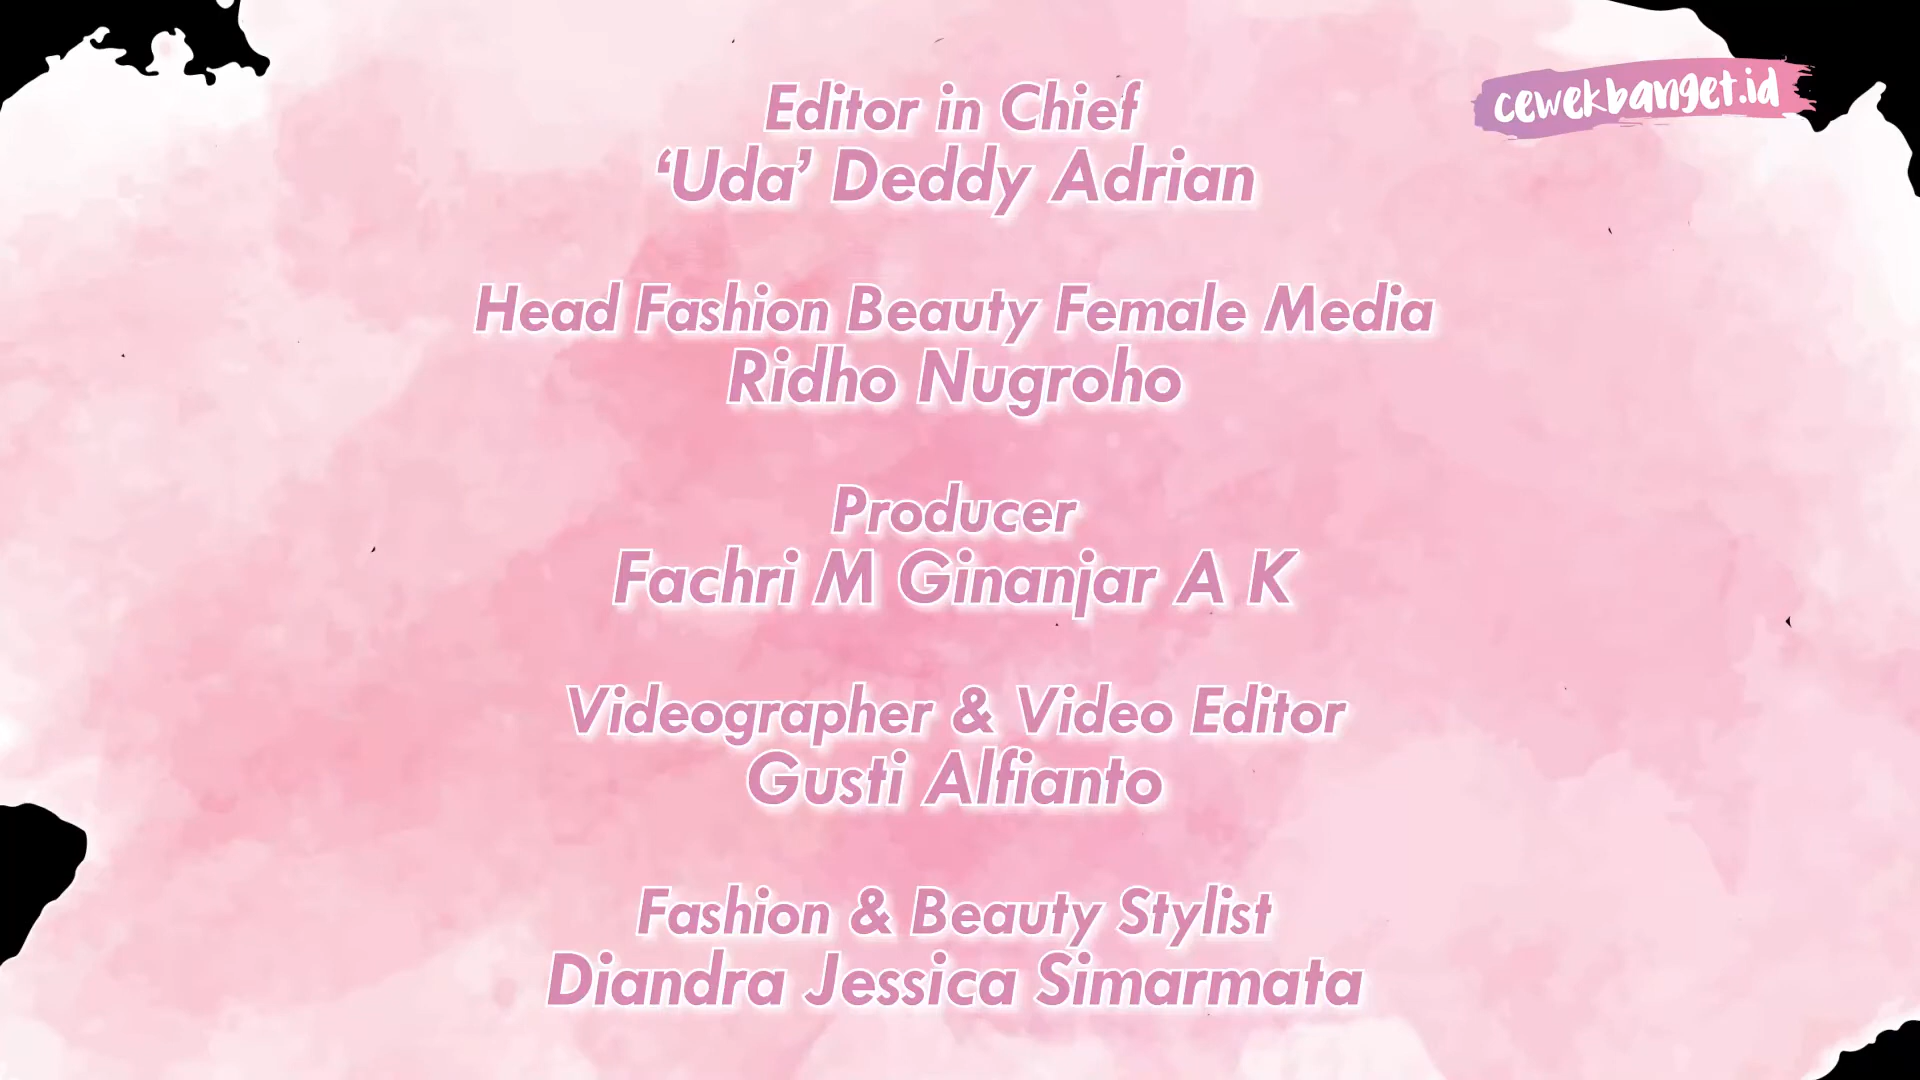 cewekbanget.id
Editor in Chief
‘Uda’ Deddy Adrian
Head Fashion Beauty Female Media
Ridho Nugroho
Producer
Fachri M Ginanjar A K
Videographer & Video Editor
Gusti Alfianto
Fashion & Beauty Stylist
Diandra Jessica Simarmata